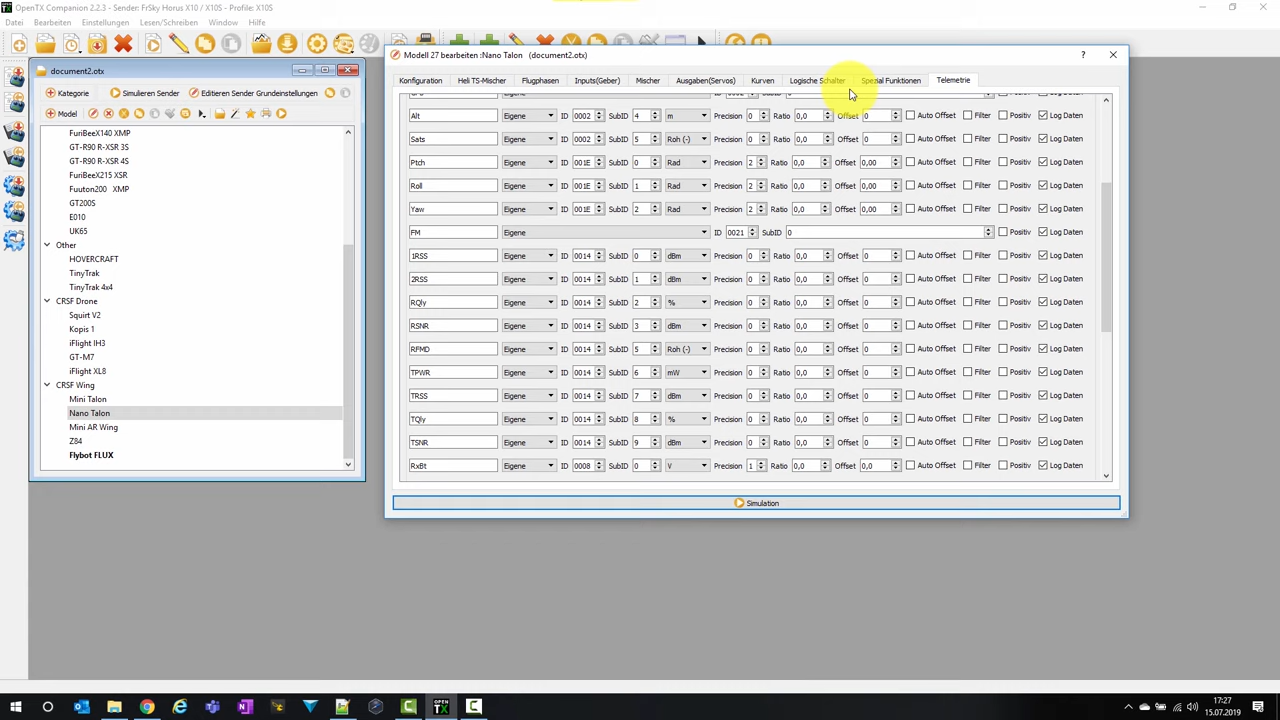 OpenTX Companion 2.2.3 - Sender: FrSky Horus X10 / X10S - Profile: X10S
Datei Bearbeiten Einstellungen Lesen/Schreiben Window Hilfe
document2.otx
Kategorie Simulieren Sender Editieren Sender Grundeinstellungen
Model
FuriBeeX140 XMP
GT-R90 R-XSR 3S
GT-R90 R-XSR 4S
FuriBeeX215 XSR
Fuuton200 XMP
GT200S
E010
UK65
Other
HOVERCRAFT
TinyTrak
TinyTrak 4x4
CRSF Drone
Squirt V2
Kopis 1
iFlight IH3
GT-M7
iFlight XL8
CRSF Wing
Mini Talon
Nano Talon
Mini AR Wing
Z84
Flybot FLUX
Modell 27 bearbeiten :Nano Talon (document2.otx)
Konfiguration Heli TS-Mischer Flugphasen Inputs(Geber) Mischer Ausgaben(Servos) Kurven Logische Schalter Spezial Funktionen Telemetrie
Alt Eigene ID 0002 SubID 4 m Precision 0 Ratio 0,0 Offset 0 Auto Offset Filter Positiv Log Daten
Sats Eigene ID 0002 SubID 5 Roh (-) Precision 0 Ratio 0,0 Offset 0 Auto Offset Filter Positiv Log Daten
Ptch Eigene ID 001E SubID 0 Rad Precision 2 Ratio 0,0 Offset 0,00 Auto Offset Filter Positiv Log Daten
Roll Eigene ID 001E SubID 1 Rad Precision 2 Ratio 0,0 Offset 0,00 Auto Offset Filter Positiv Log Daten
Yaw Eigene ID 001E SubID 2 Rad Precision 2 Ratio 0,0 Offset 0,00 Auto Offset Filter Positiv Log Daten
FM Eigene ID 0021 SubID 0 Positiv Log Daten
1RSS Eigene ID 0014 SubID 0 dBm Precision 0 Ratio 0,0 Offset 0 Auto Offset Filter Positiv Log Daten
2RSS Eigene ID 0014 SubID 1 dBm Precision 0 Ratio 0,0 Offset 0 Auto Offset Filter Positiv Log Daten
RQly Eigene ID 0014 SubID 2 % Precision 0 Ratio 0,0 Offset 0 Auto Offset Filter Positiv Log Daten
RSNR Eigene ID 0014 SubID 3 dBm Precision 0 Ratio 0,0 Offset 0 Auto Offset Filter Positiv Log Daten
RFMD Eigene ID 0014 SubID 5 Roh (-) Precision 0 Ratio 0,0 Offset 0 Auto Offset Filter Positiv Log Daten
TPWR Eigene ID 0014 SubID 6 mW Precision 0 Ratio 0,0 Offset 0 Auto Offset Filter Positiv Log Daten
TRSS Eigene ID 0014 SubID 7 dBm Precision 0 Ratio 0,0 Offset 0 Auto Offset Filter Positiv Log Daten
TQly Eigene ID 0014 SubID 8 % Precision 0 Ratio 0,0 Offset 0 Auto Offset Filter Positiv Log Daten
TSNR Eigene ID 0014 SubID 9 dBm Precision 0 Ratio 0,0 Offset 0 Auto Offset Filter Positiv Log Daten
RxBt Eigene ID 0008 SubID 0 V Precision 1 Ratio 0,0 Offset 0,0 Auto Offset Filter Positiv Log Daten
Simulation
17:27
15.07.2019